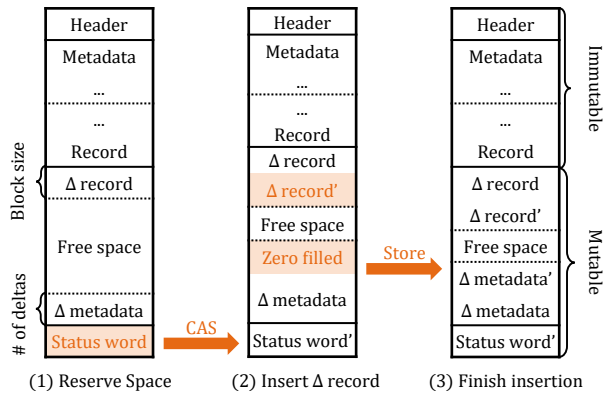 Header
Metadata
...
...
Record
Δ record
Free space
Δ metadata
Status word
Block size
# of deltas
(1) Reserve Space
CAS
Header
Metadata
...
...
Record
Δ record
Δ record’
Free space
Zero filled
Δ metadata
Status word’
(2) Insert Δ record
Store
Header
Metadata
...
...
Record
Δ record
Δ record’
Free space
Δ metadata’
Δ metadata
Status word’
Immutable
Mutable
(3) Finish insertion